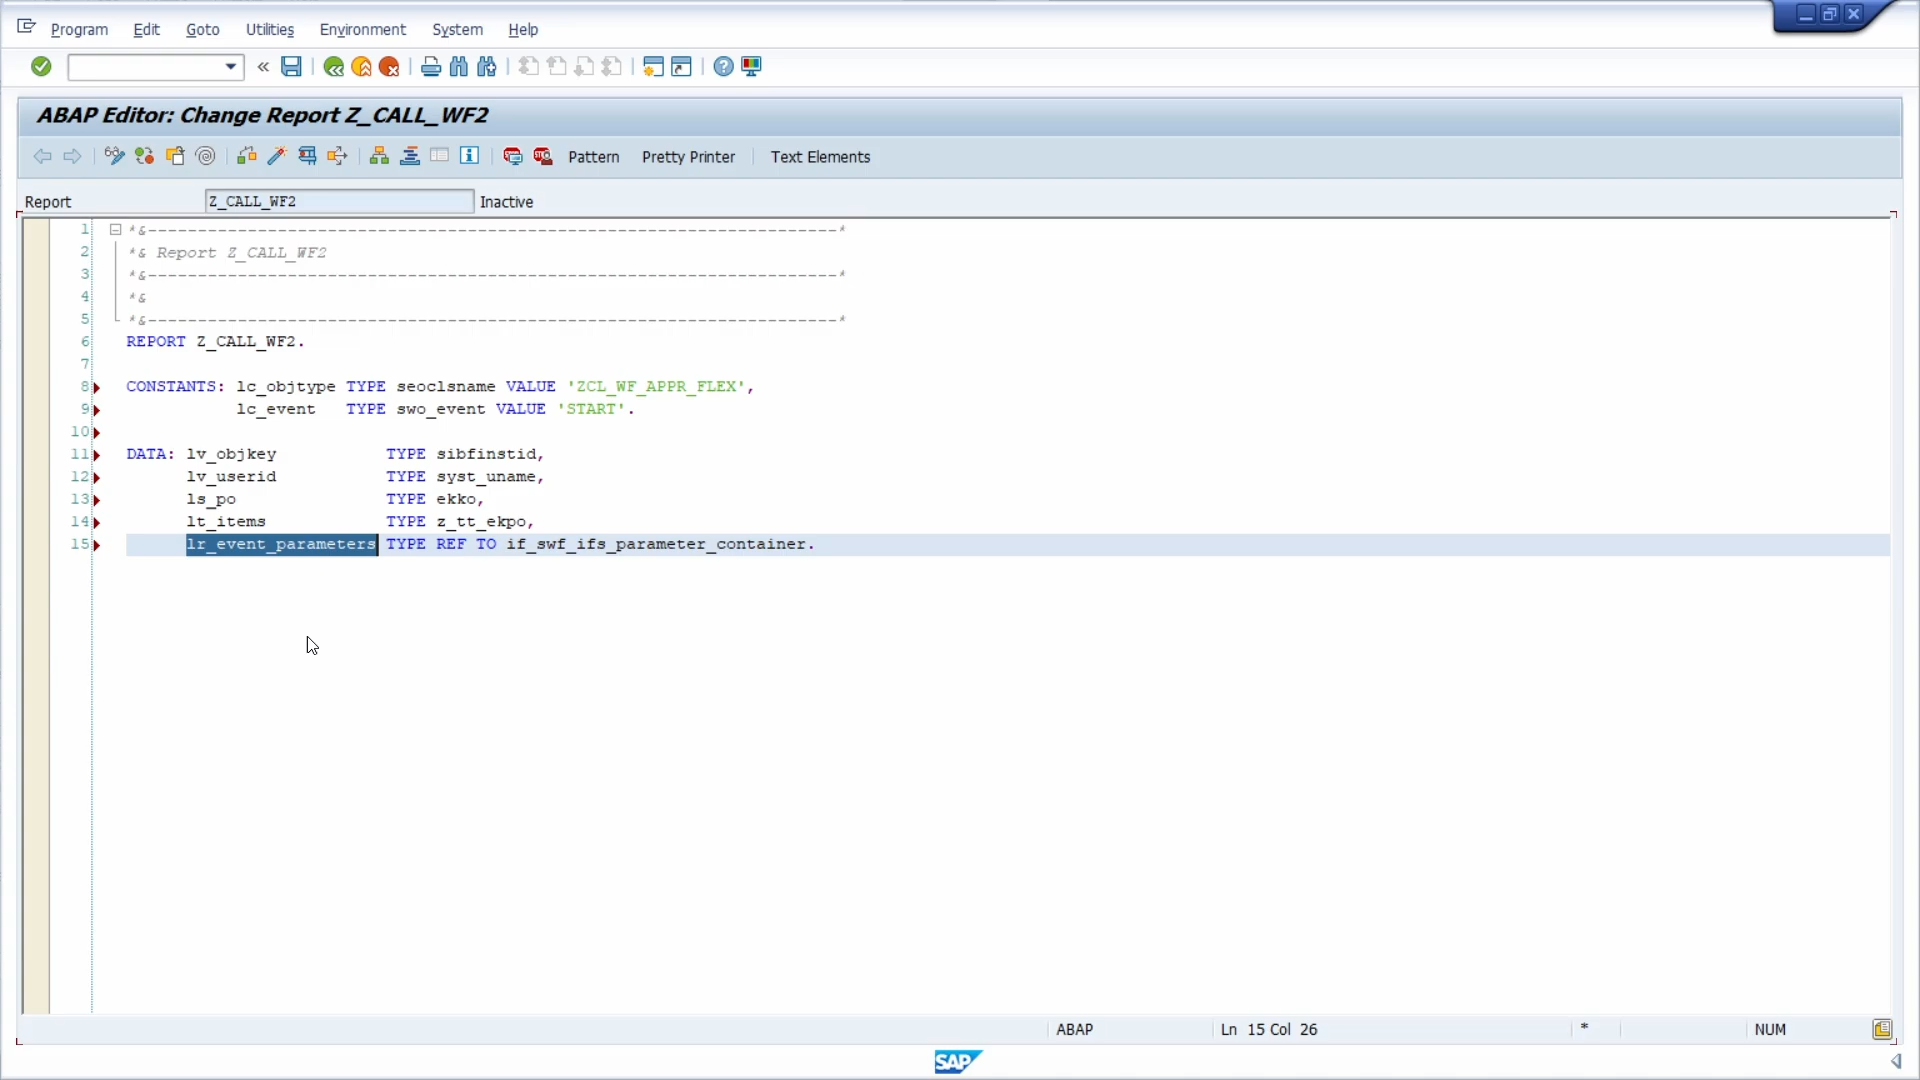 Program Edit Goto Utilities Environment System Help
«
ABAP Editor: Change Report Z_CALL_WF2
Pattern Pretty Printer Text Elements
Report Z_CALL_WF2 Inactive
1 *&---------------------------------------------------------------------*
2 *& Report Z_CALL_WF2
3 *&---------------------------------------------------------------------*
4 *&
5 *&---------------------------------------------------------------------*
6 REPORT Z_CALL_WF2.
7
8 CONSTANTS: lc_objtype TYPE seoclsname VALUE 'ZCL_WF_APPR_FLEX',
9 lc_event TYPE swo_event VALUE 'START'.
10
11 DATA: lv_objkey TYPE sibfinstid,
12 lv_userid TYPE syst_uname,
13 ls_po TYPE ekko,
14 lt_items TYPE z_tt_ekpo,
15 lr_event_parameters TYPE REF TO if_swf_ifs_parameter_container.
ABAP Ln 15 Col 26 * NUM
SAP